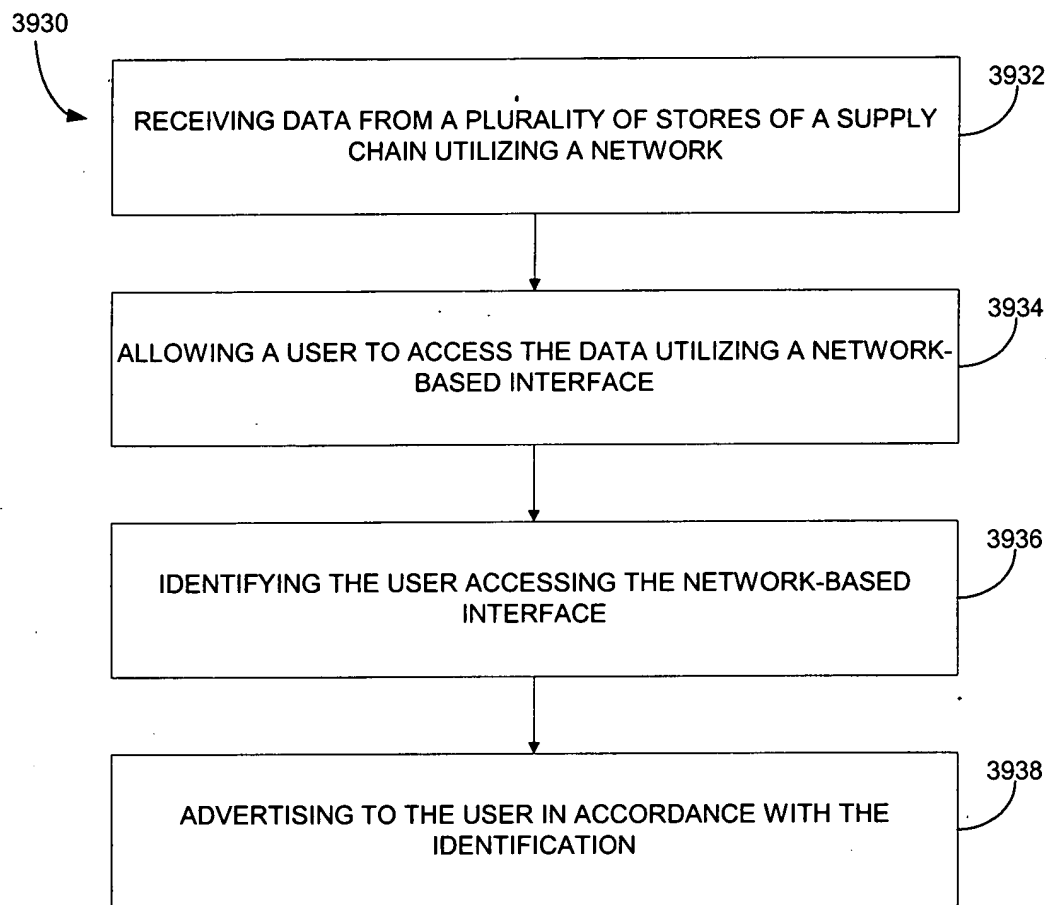 3930
3932
RECEIVING DATA FROM A PLURALITY OF STORES OF A SUPPLY
CHAIN UTILIZING A NETWORK
3934
ALLOWING A USER TO ACCESS THE DATA UTILIZING A NETWORK-
BASED INTERFACE
3936
IDENTIFYING THE USER ACCESSING THE NETWORK-BASED
INTERFACE
3938
ADVERTISING TO THE USER IN ACCORDANCE WITH THE
IDENTIFICATION